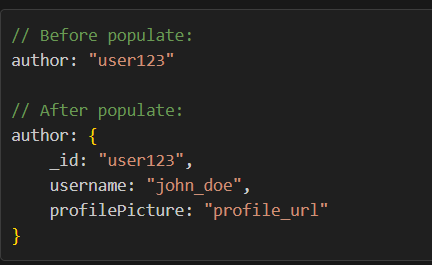 // Before populate:
author: "user123"

// After populate:
author: {
    _id: "user123",
    username: "john_doe",
    profilePicture: "profile_url"
}